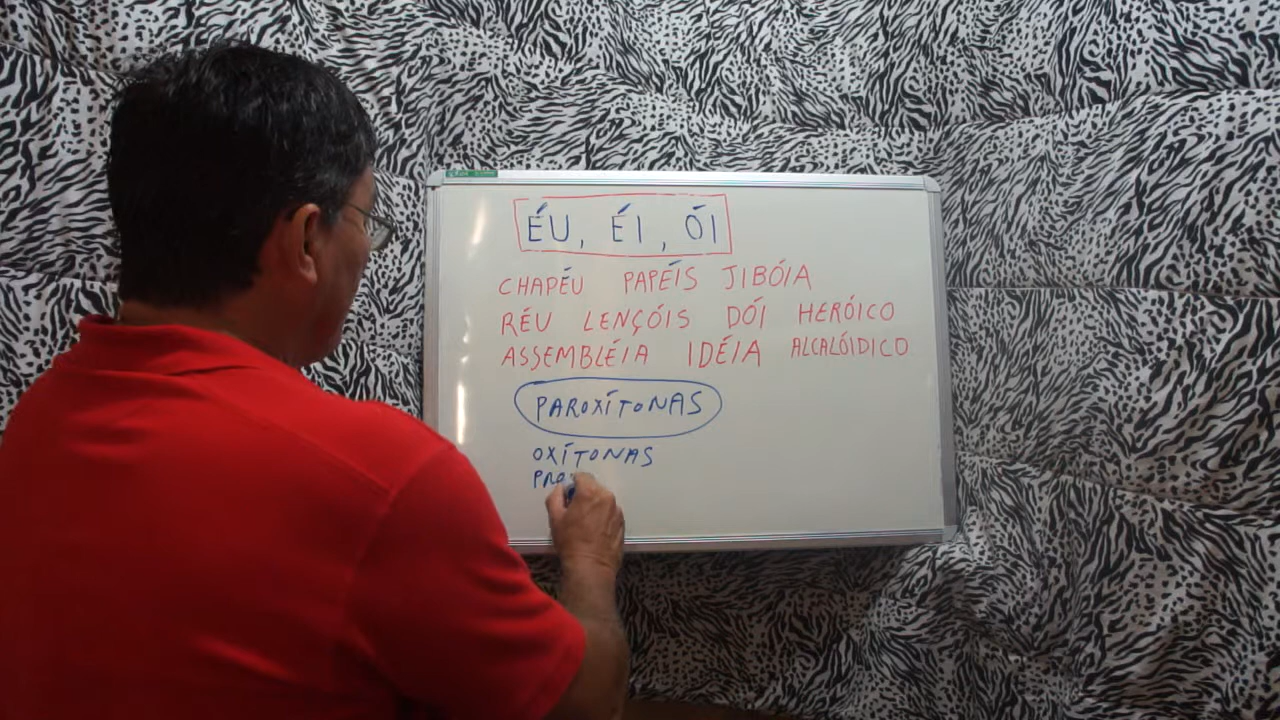 ÉU, ÉI, ÓI
CHAPÉU PAPÉIS JIBÓIA
RÉU LENÇÓIS DÓI HERÓICO
ASSEMBLÉIA IDÉIA ALCALÓIDICO
PAROXÍTONAS
OXÍTONAS